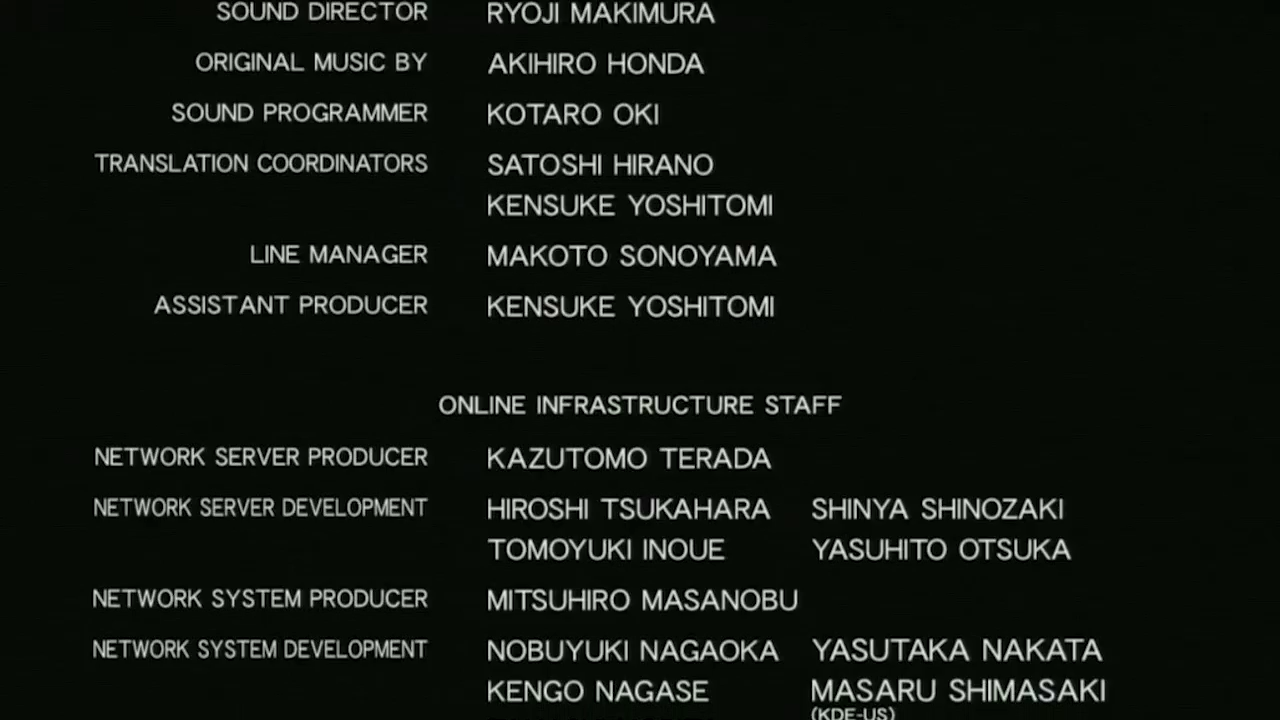 SOUND DIRECTOR RYOJI MAKIMURA
ORIGINAL MUSIC BY AKIHIRO HONDA
SOUND PROGRAMMER KOTARO OKI
TRANSLATION COORDINATORS SATOSHI HIRANO
KENSUKE YOSHITOMI
LINE MANAGER MAKOTO SONOYAMA
ASSISTANT PRODUCER KENSUKE YOSHITOMI
ONLINE INFRASTRUCTURE STAFF
NETWORK SERVER PRODUCER KAZUTOMO TERADA
NETWORK SERVER DEVELOPMENT HIROSHI TSUKAHARA SHINYA SHINOZAKI
TOMOYUKI INOUE YASUHITO OTSUKA
NETWORK SYSTEM PRODUCER MITSUHIRO MASANOBU
NETWORK SYSTEM DEVELOPMENT NOBUYUKI NAGAOKA YASUTAKA NAKATA
KENGO NAGASE MASARU SHIMASAKI
(KDE-US)